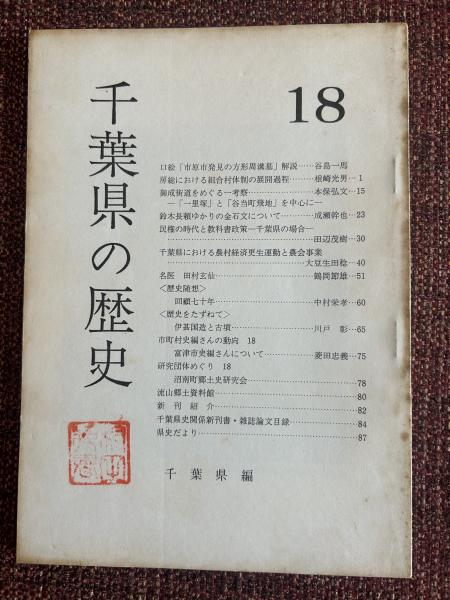 千葉県の歴史
18
口絵「市原市発見の方形周溝墓」解説……谷島一馬
房総における組合村体制の展開過程……根崎光男…1
御成街道をめぐる一考察……本保弘文…15
―「一里塚」と「谷当町飛地」を中心に―
鈴木長頼ゆかりの金石文について……成瀬幹也…23
民権の時代と教科書政策―千葉県の場合―
……田辺茂樹…30
千葉県における農村経済更生運動と農会事業
……大豆生田稔…40
名医 田村玄仙……鶴岡節雄…51
〈歴史随想〉
回顧七十年……中村栄孝…60
〈歴史をたずねて〉
伊甚国造と古墳……川戸 彰…65
市町村史編さんの動向 18
富津市史編さんについて……菱田忠義…75
研究団体めぐり 18
沼南町郷土史研究会……78
流山郷土資料館……80
新刊紹介……82
千葉県史関係新刊書・雑誌論文目録……84
県史だより……87
千葉県編